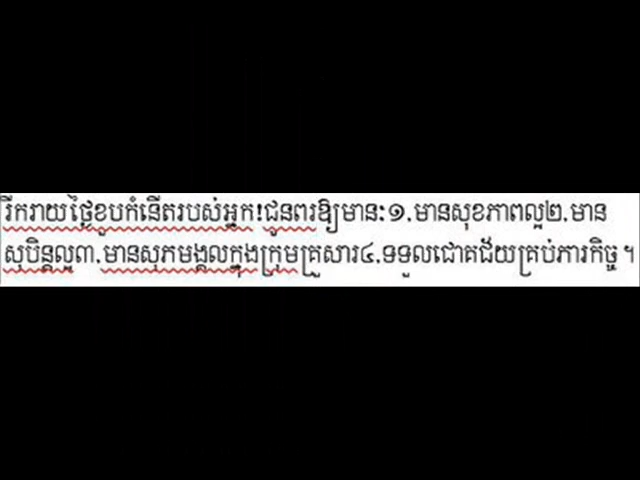 រីករាយថ្ងៃខួបកំនើតរបស់អ្នក!ជូនពរឱ្យមាន:១.មានសុខភាពល្អ២.មាន
សុបិន្តល្អ៣.មានសុភមង្គលក្នុងក្រុមគ្រួសារ៤.ទទួលជោគជ័យគ្រប់ភារកិច្ច។